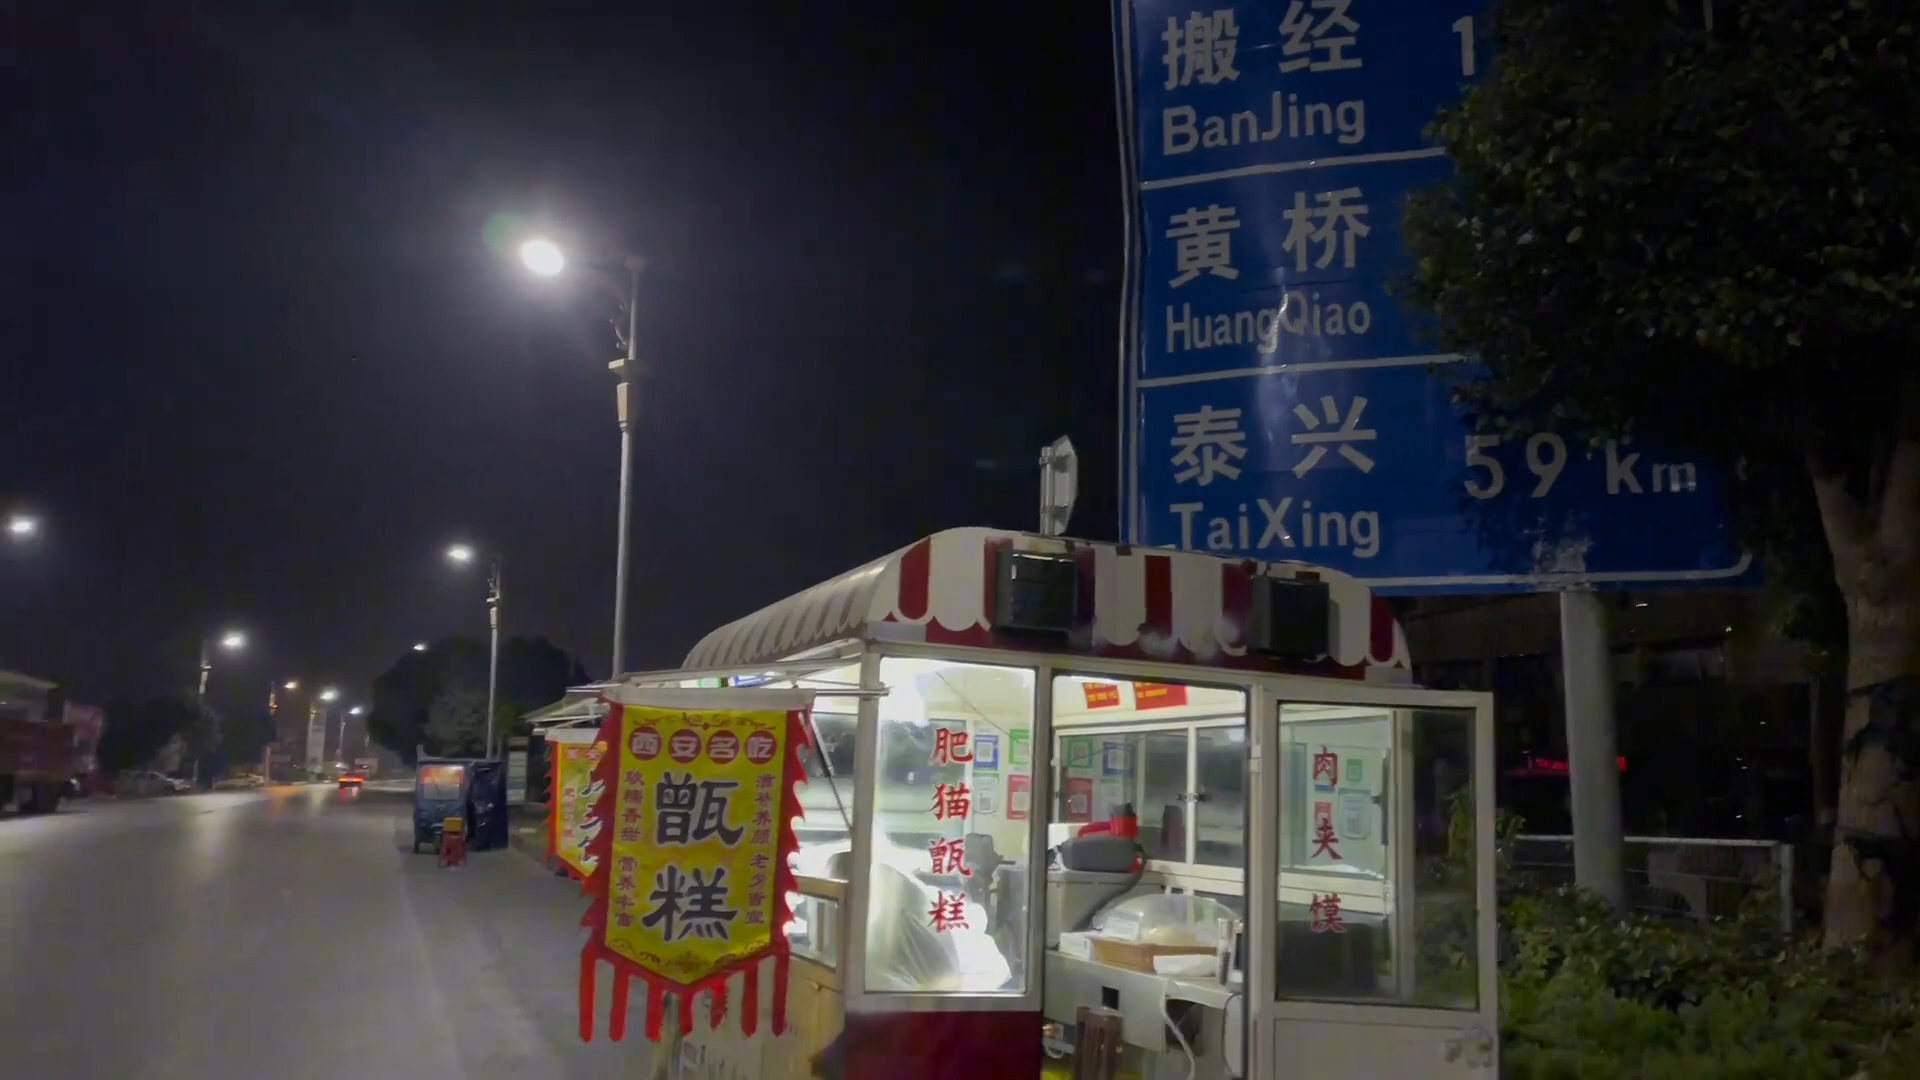 搬经 1
BanJing
黄桥
HuangQiao
泰兴 59 km
TaiXing
西安名吃
甑糕
软糯香甜 营养丰富
滋补养颜 老少皆宜
肥猫甑糕
肉夹馍